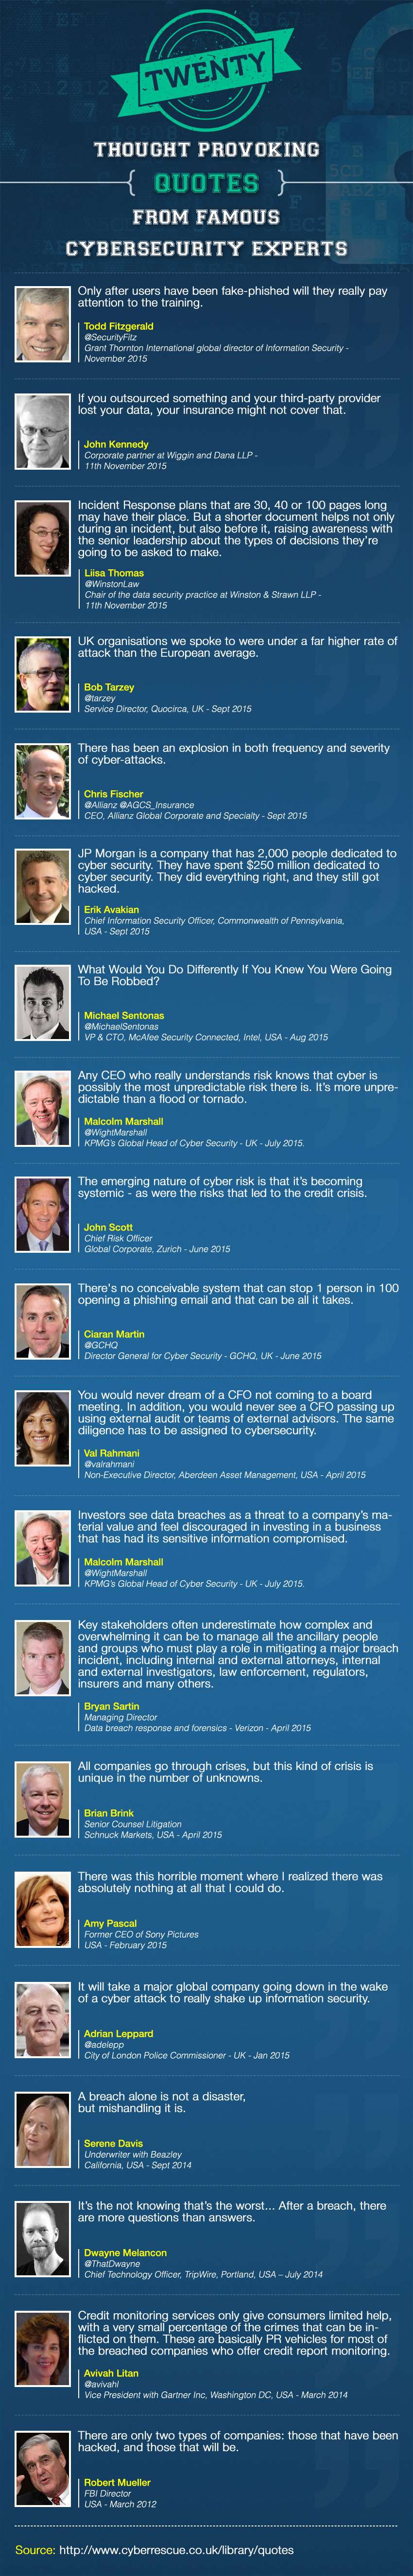 TWENTY
THOUGHT PROVOKING
{ QUOTES }
FROM FAMOUS
CYBERSECURITY EXPERTS
Only after users have been fake-phished will they really pay
attention to the training.
Todd Fitzgerald
@SecurityFitz
Grant Thornton International global director of Information Security -
November 2015
If you outsourced something and your third-party provider
lost your data, your insurance might not cover that.
John Kennedy
Corporate partner at Wiggin and Dana LLP -
11th November 2015
Incident Response plans that are 30, 40 or 100 pages long
may have their place. But a shorter document helps not only
during an incident, but also before it, raising awareness with
the senior leadership about the types of decisions they're
going to be asked to make.
Liisa Thomas
@WinstonLaw
Chair of the data security practice at Winston & Strawn LLP -
11th November 2015
UK organisations we spoke to were under a far higher rate of
attack than the European average.
Bob Tarzey
@tarzey
Service Director, Quocirca, UK - Sept 2015
There has been an explosion in both frequency and severity
of cyber-attacks.
Chris Fischer
@Allianz @AGCS_Insurance
CEO, Allianz Global Corporate and Specialty - Sept 2015
JP Morgan is a company that has 2,000 people dedicated to
cyber security. They have spent $250 million dedicated to
cyber security. They did everything right, and they still got
hacked.
Erik Avakian
Chief Information Security Officer, Commonwealth of Pennsylvania,
USA - Sept 2015
What Would You Do Differently If You Knew You Were Going
To Be Robbed?
Michael Sentonas
@MichaelSentonas
VP & CTO, McAfee Security Connected, Intel, USA - Aug 2015
Any CEO who really understands risk knows that cyber is
possibly the most unpredictable risk there is. It's more unpre-
dictable than a flood or tornado.
Malcolm Marshall
@WightMarshall
KPMG's Global Head of Cyber Security - UK - July 2015.
The emerging nature of cyber risk is that it's becoming
systemic - as were the risks that led to the credit crisis.
John Scott
Chief Risk Officer
Global Corporate, Zurich - June 2015
There's no conceivable system that can stop 1 person in 100
opening a phishing email and that can be all it takes.
Ciaran Martin
@GCHQ
Director General for Cyber Security - GCHQ, UK - June 2015
You would never dream of a CFO not coming to a board
meeting. In addition, you would never see a CFO passing up
using external audit or teams of external advisors. The same
diligence has to be assigned to cybersecurity.
Val Rahmani
@valrahmani
Non-Executive Director, Aberdeen Asset Management, USA - April 2015
Investors see data breaches as a threat to a company's ma-
terial value and feel discouraged in investing in a business
that has had its sensitive information compromised.
Malcolm Marshall
@WightMarshall
KPMG's Global Head of Cyber Security - UK - July 2015.
Key stakeholders often underestimate how complex and
overwhelming it can be to manage all the ancillary people
and groups who must play a role in mitigating a major breach
incident, including internal and external attorneys, internal
and external investigators, law enforcement, regulators,
insurers and many others.
Bryan Sartin
Managing Director
Data breach response and forensics - Verizon - April 2015
All companies go through crises, but this kind of crisis is
unique in the number of unknowns.
Brian Brink
Senior Counsel Litigation
Schnuck Markets, USA - April 2015
There was this horrible moment where I realized there was
absolutely nothing at all that I could do.
Amy Pascal
Former CEO of Sony Pictures
USA - February 2015
It will take a major global company going down in the wake
of a cyber attack to really shake up information security.
Adrian Leppard
@adelepp
City of London Police Commissioner - UK - Jan 2015
A breach alone is not a disaster,
but mishandling it is.
Serene Davis
Underwriter with Beazley
California, USA - Sept 2014
It's the not knowing that's the worst... After a breach, there
are more questions than answers.
Dwayne Melancon
@ThatDwayne
Chief Technology Officer, TripWire, Portland, USA – July 2014
Credit monitoring services only give consumers limited help,
with a very small percentage of the crimes that can be in-
flicted on them. These are basically PR vehicles for most of
the breached companies who offer credit report monitoring.
Avivah Litan
@avivahl
Vice President with Gartner Inc, Washington DC, USA - March 2014
There are only two types of companies: those that have been
hacked, and those that will be.
Robert Mueller
FBI Director
USA - March 2012
Source: http://www.cyberrescue.co.uk/library/quotes